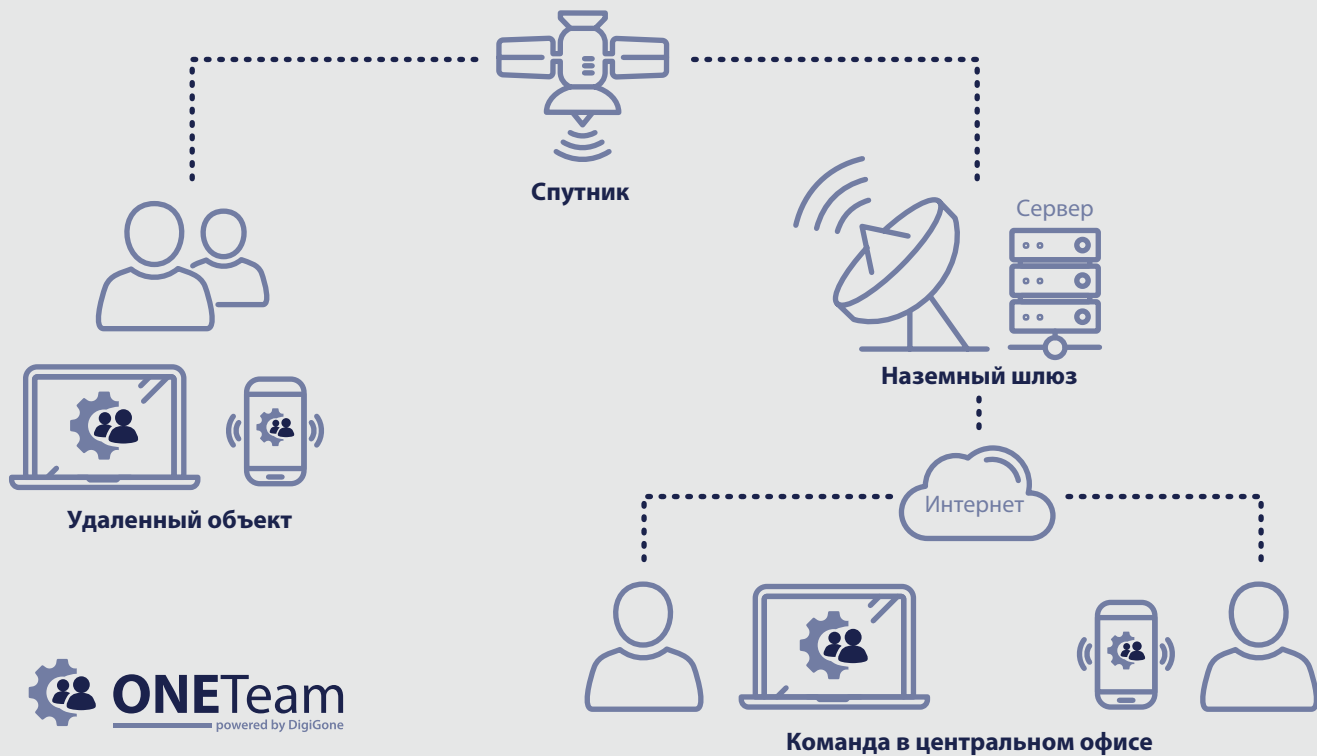 Спутник
Сервер
Наземный шлюз
Интернет
Удаленный объект
ONETeam
powered by DigiGone
Команда в центральном офисе